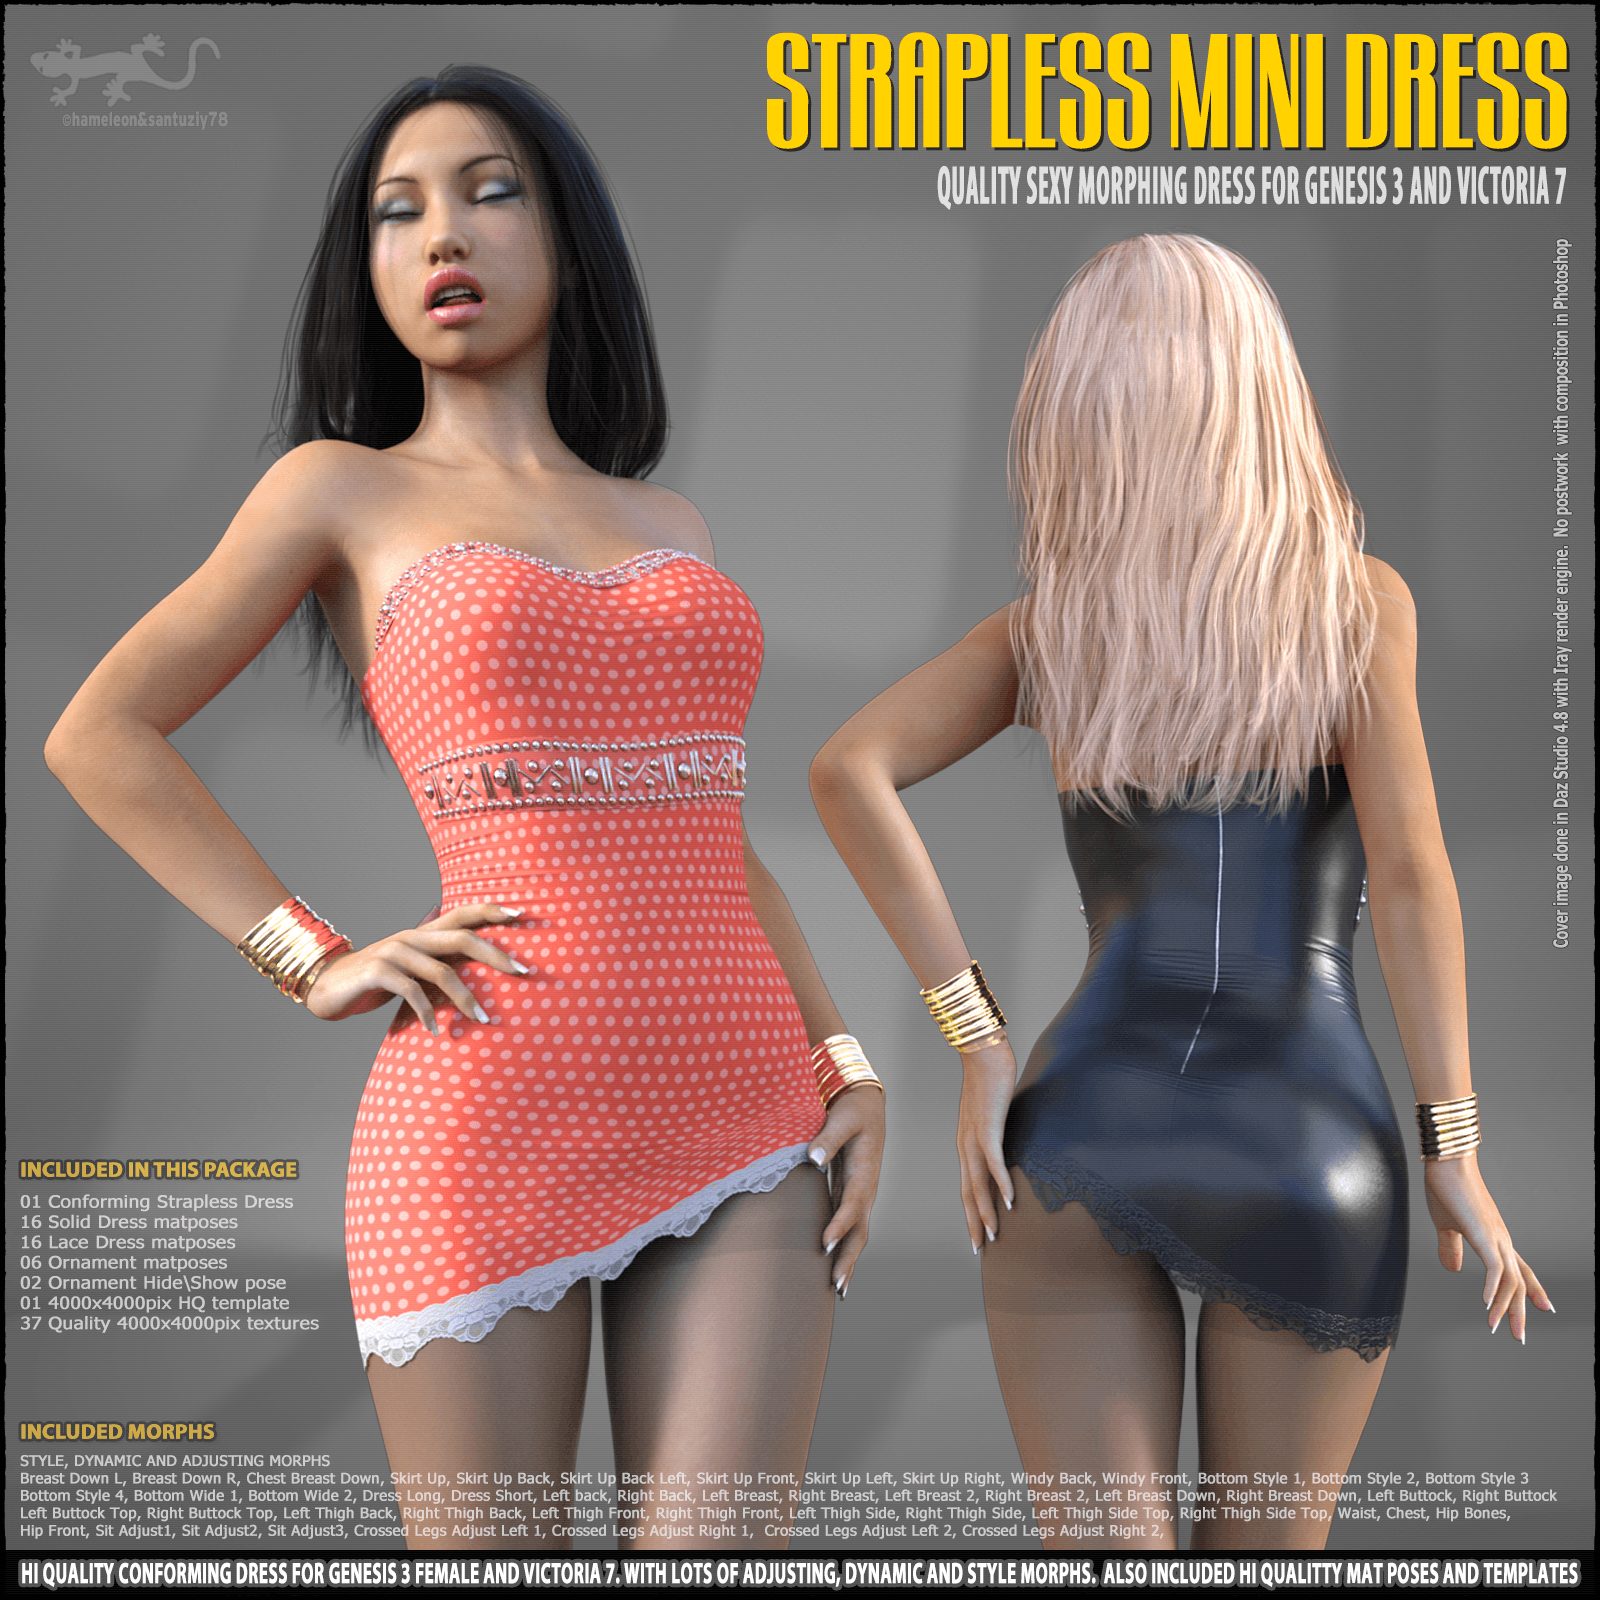 ©hameleon&santuziy78
STRAPLESS MINI DRESS
QUALITY SEXY MORPHING DRESS FOR GENESIS 3 AND VICTORIA 7
Cover image done in Daz Studio 4.8 with Iray render engine. No postwork with composition in Photoshop
INCLUDED IN THIS PACKAGE
01 Conforming Strapless Dress
16 Solid Dress matposes
16 Lace Dress matposes
06 Ornament matposes
02 Ornament Hide\Show pose
01 4000x4000pix HQ template
37 Quality 4000x4000pix textures
INCLUDED MORPHS
STYLE, DYNAMIC AND ADJUSTING MORPHS
Breast Down L, Breast Down R, Chest Breast Down, Skirt Up, Skirt Up Back, Skirt Up Back Left, Skirt Up Front, Skirt Up Left, Skirt Up Right, Windy Back, Windy Front, Bottom Style 1, Bottom Style 2, Bottom Style 3
Bottom Style 4, Bottom Wide 1, Bottom Wide 2, Dress Long, Dress Short, Left back, Right Back, Left Breast, Right Breast, Left Breast 2, Right Breast 2, Left Breast Down, Right Breast Down, Left Buttock, Right Buttock
Left Buttock Top, Right Buttock Top, Left Thigh Back, Right Thigh Back, Left Thigh Front, Right Thigh Front, Left Thigh Side, Right Thigh Side, Left Thigh Side Top, Right Thigh Side Top, Waist, Chest, Hip Bones,
Hip Front, Sit Adjust1, Sit Adjust2, Sit Adjust3, Crossed Legs Adjust Left 1, Crossed Legs Adjust Right 1, Crossed Legs Adjust Left 2, Crossed Legs Adjust Right 2,
HI QUALITY CONFORMING DRESS FOR GENESIS 3 FEMALE AND VICTORIA 7. WITH LOTS OF ADJUSTING, DYNAMIC AND STYLE MORPHS. ALSO INCLUDED HI QUALITTY MAT POSES AND TEMPLATES